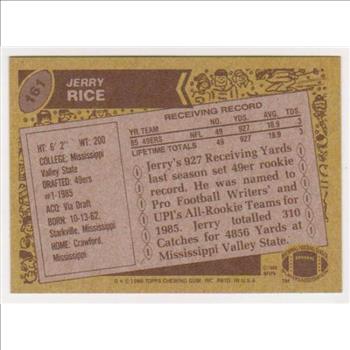 161
JERRY
RICE
RECEIVING RECORD
YR. TEAM NO. YDS. AVG. TDS.
85 49ERS NFL 49 927 18.9 3
LIFETIME TOTALS 49 927 18.9 3
HT: 6' 2" WT: 200
COLLEGE: Mississippi
Valley State
DRAFTED: 49ers
#1-1985
ACQ: Via Draft
BORN: 10-13-62,
Starkville, Mississippi
HOME: Crawford,
Mississippi
Jerry's 927 Receiving Yards
last season set 49er rookie
record. He was named to
Pro Football Writers' and
UPI's All-Rookie Teams for
1985. Jerry totalled 310
Catches for 4856 Yards at
Mississippi Valley State.
© 1986 TOPPS CHEWING GUM, INC. PRTD. IN U.S.A.
TM